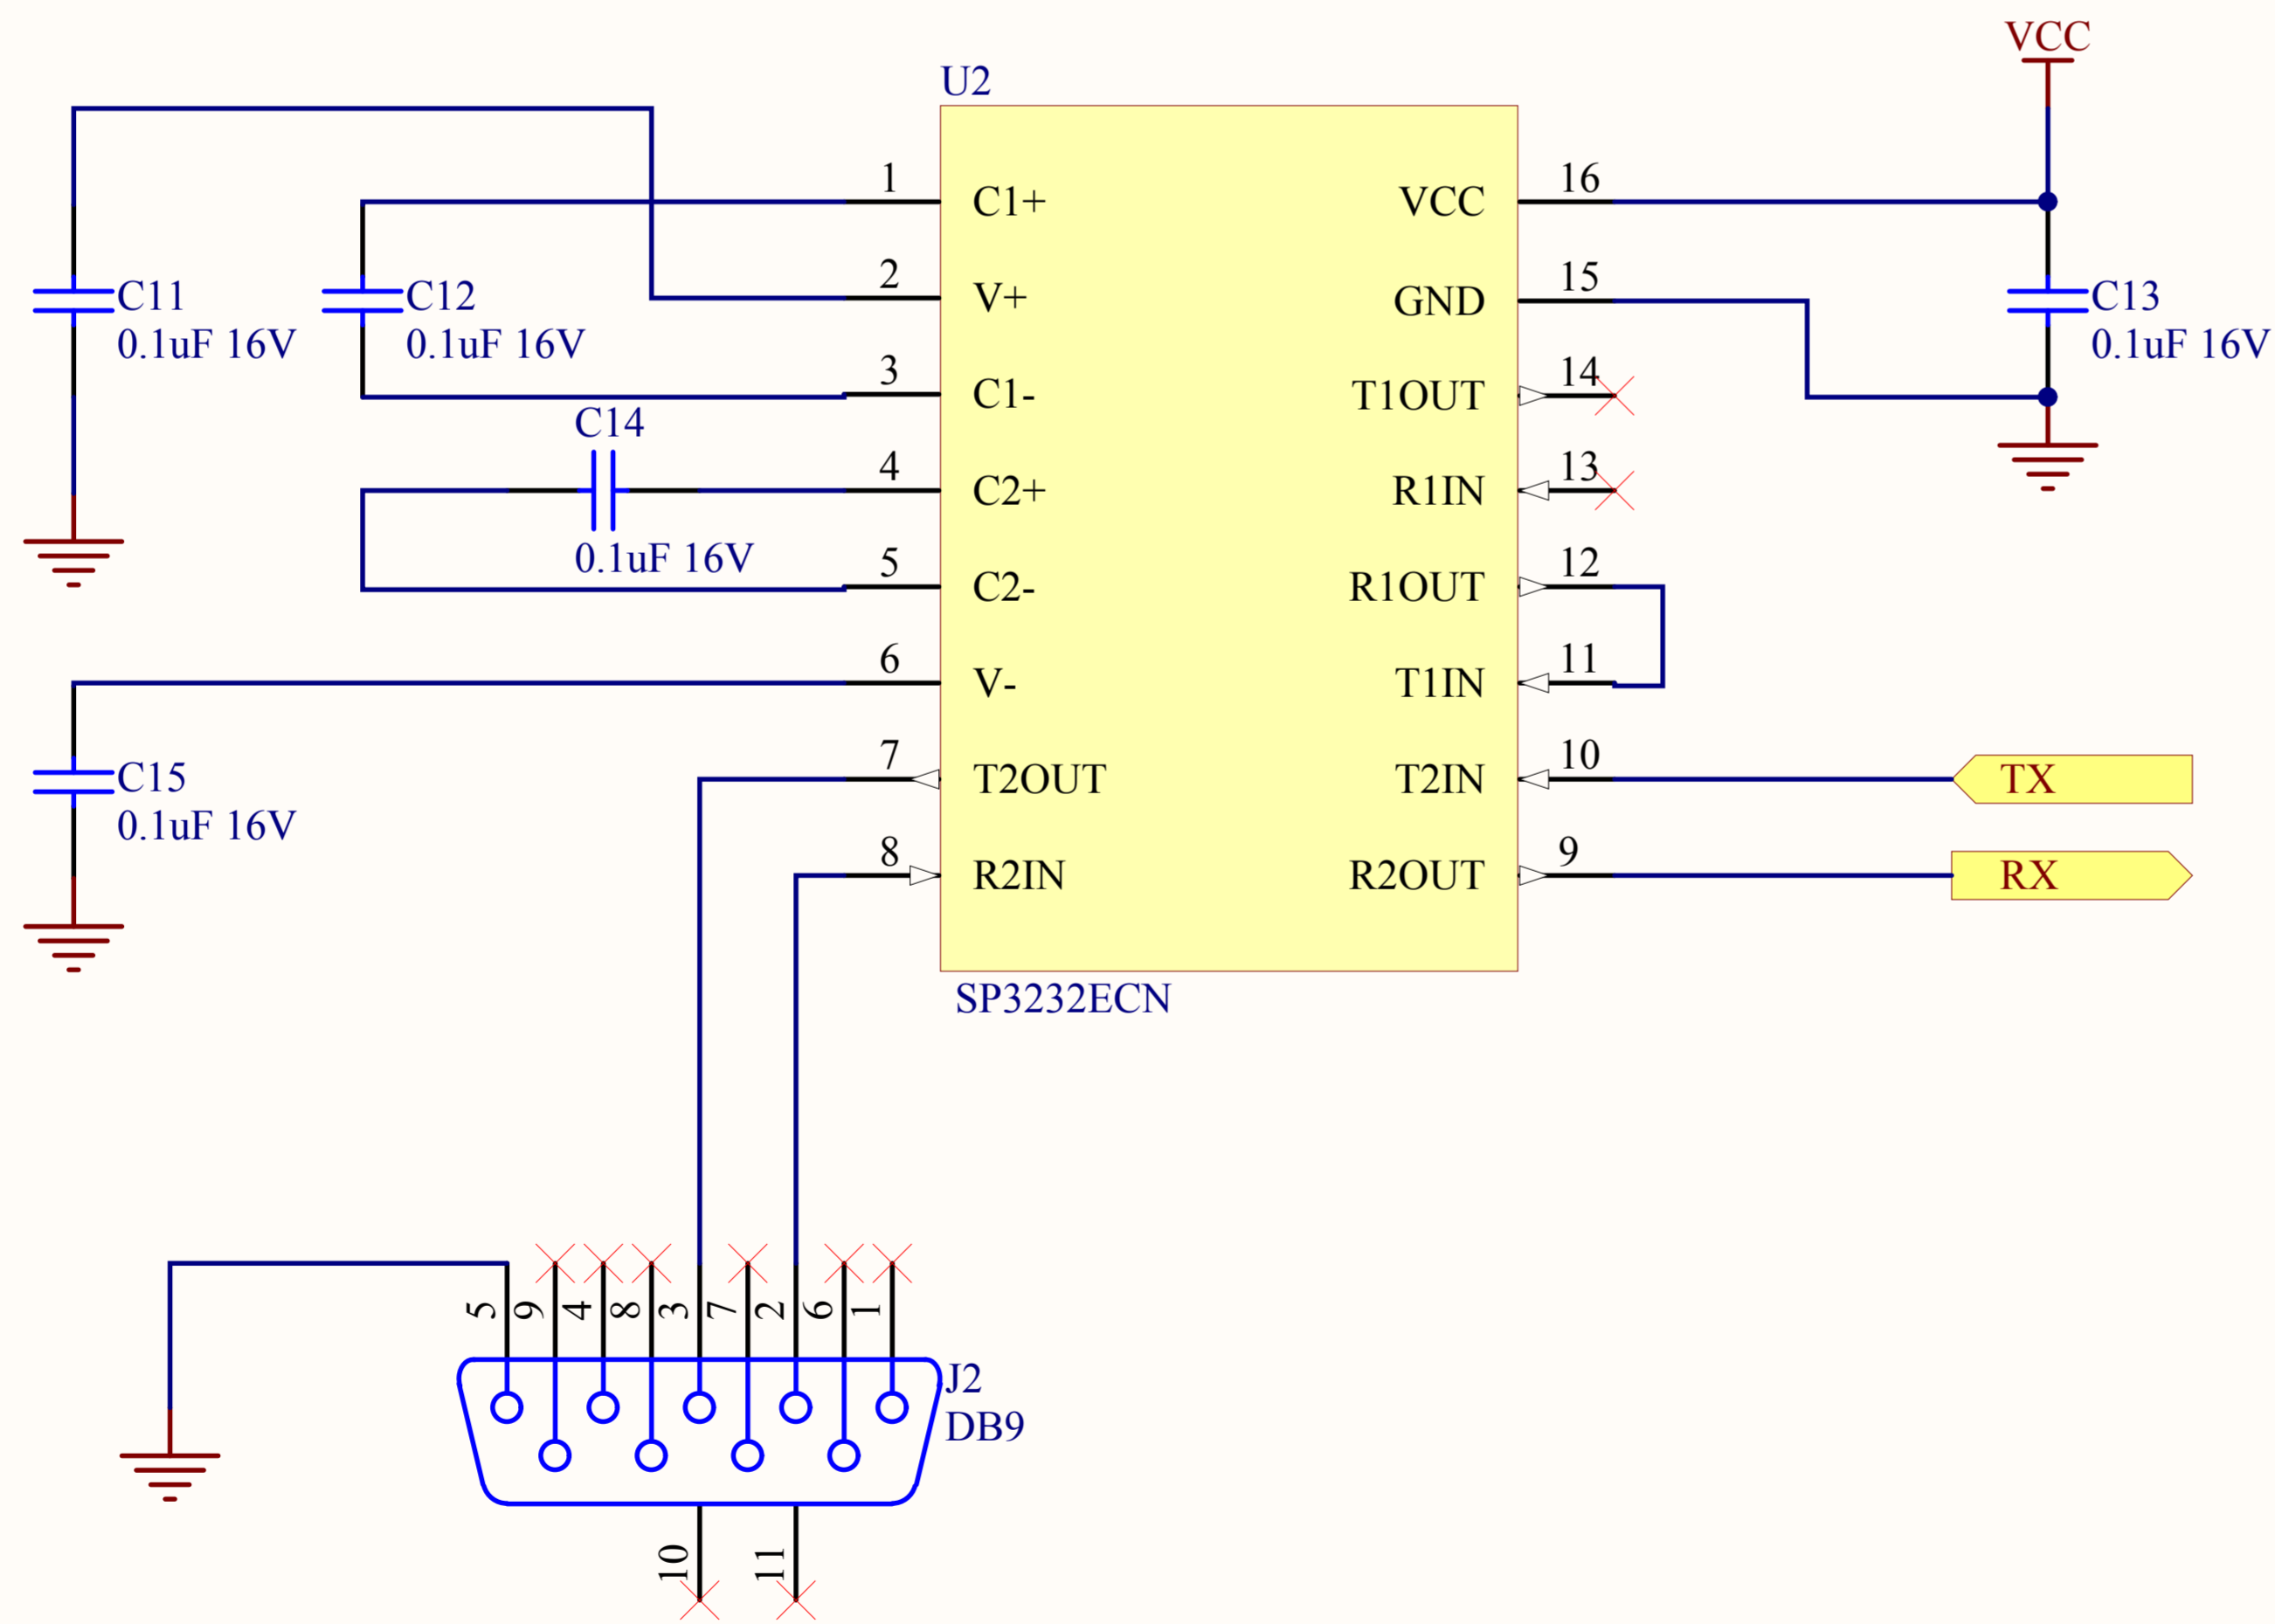 VCC
U2
1
C1+
VCC
16
2
V+
GND
15
C11
0.1uF 16V
C12
0.1uF 16V
C13
0.1uF 16V
3
C1-
T1OUT
14
C14
0.1uF 16V
4
C2+
R1IN
13
5
C2-
R1OUT
12
6
V-
T1IN
11
C15
0.1uF 16V
7
T2OUT
T2IN
10
TX
8
R2IN
R2OUT
9
RX
SP3232ECN
5
9
4
8
3
7
2
6
1
J2
DB9
10
11